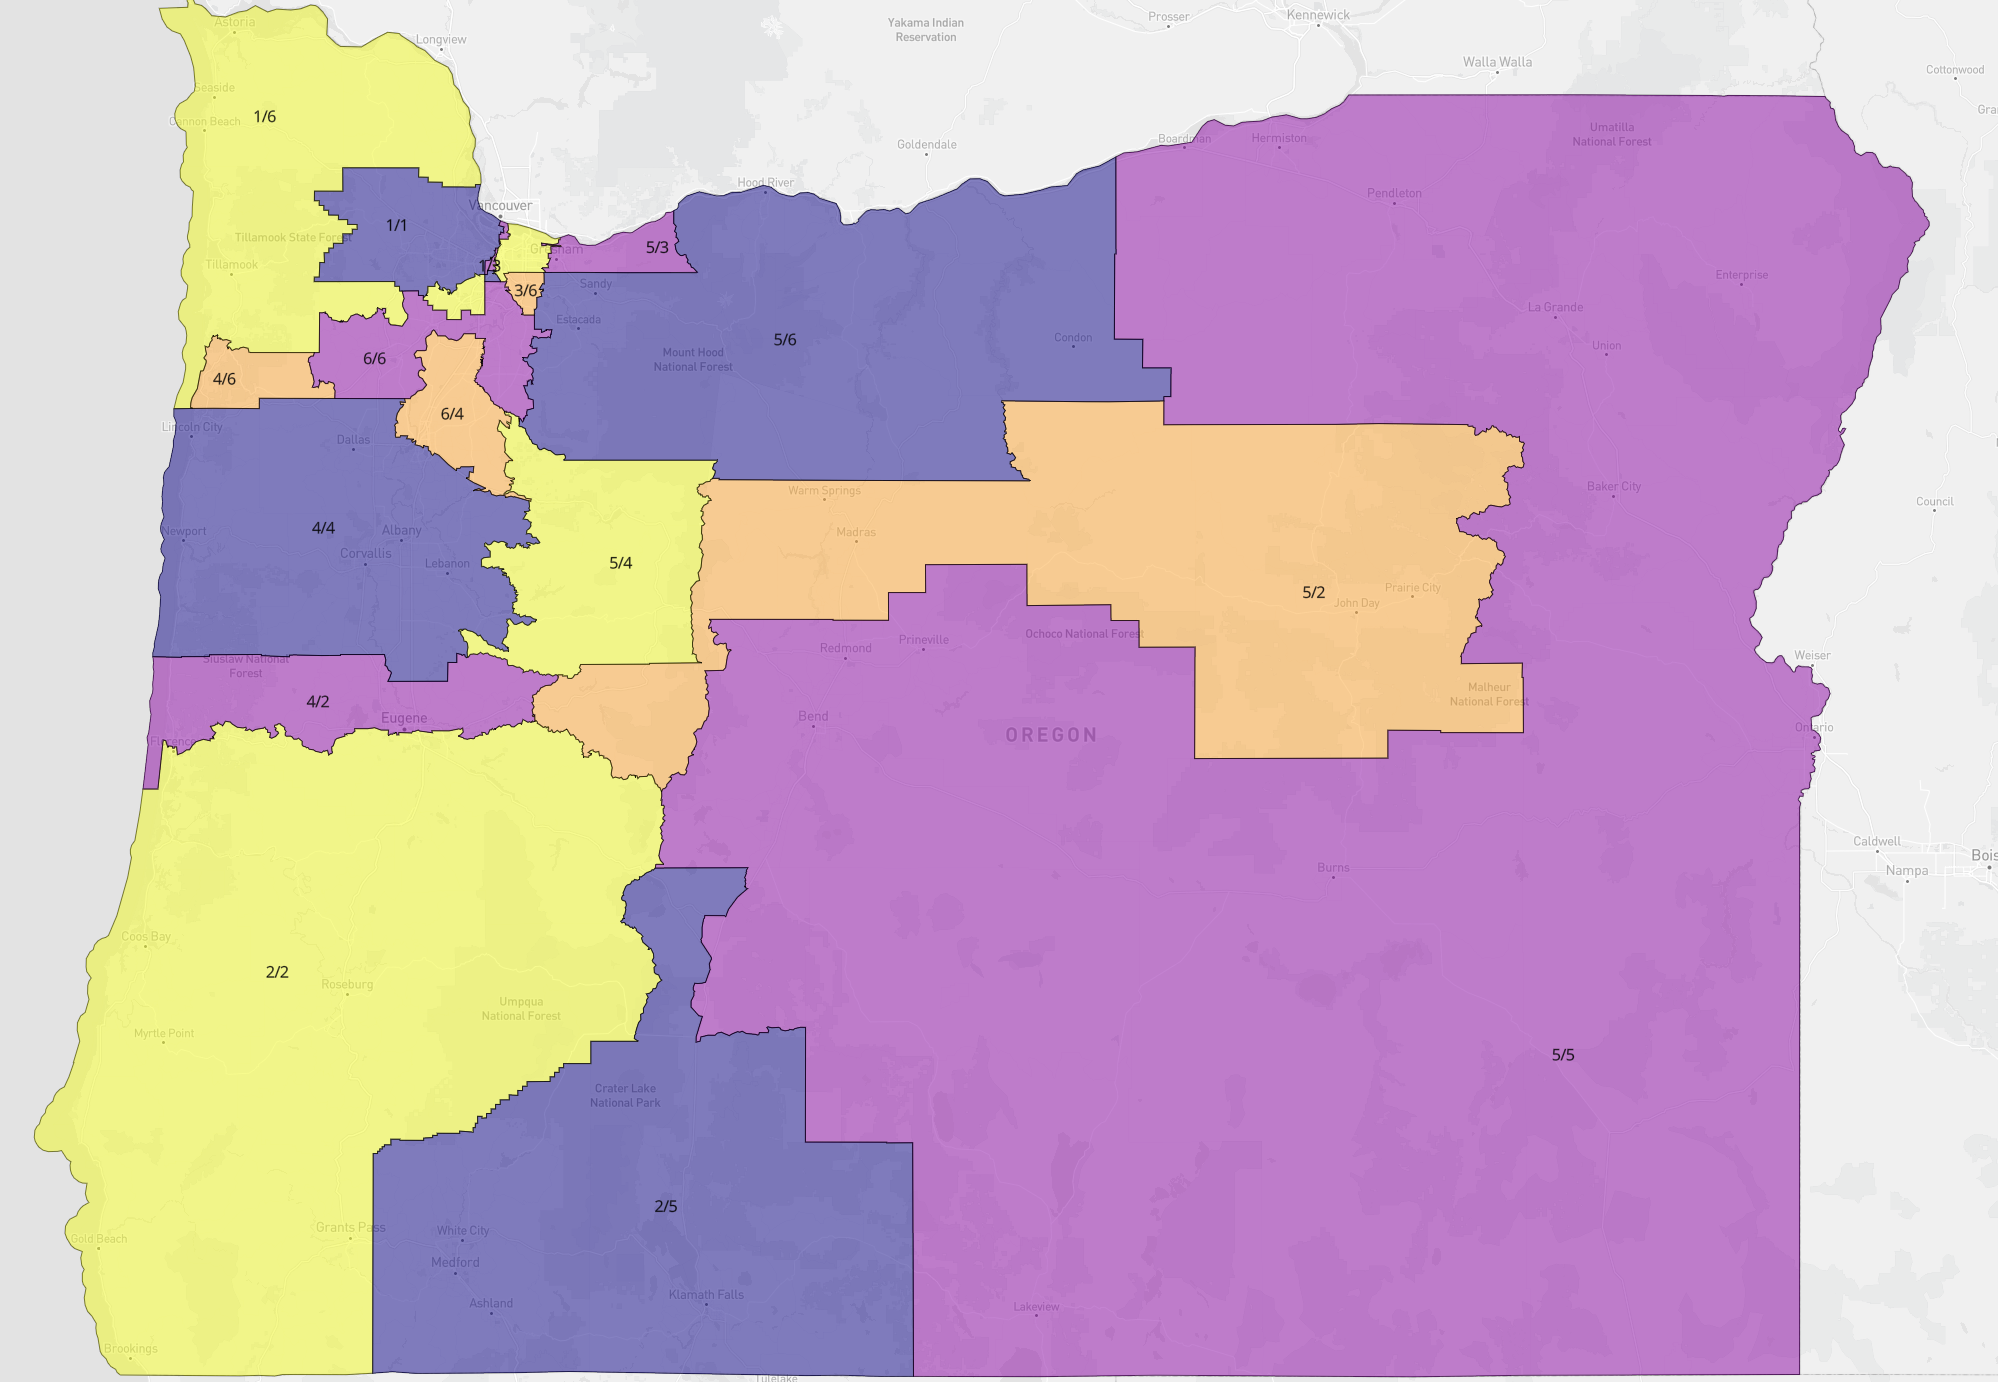 Astoria
Longview
Yakama Indian
Reservation
Prosser
Kennewick
Walla Walla
Cottonwood
Seaside
1/6
Cannon Beach
Goldendale
Boardman
Hermiston
Umatilla
National Forest
Hood River
Pendleton
Vancouver
1/1
Tillamook State Forest
Gresham
5/3
Tillamook
1/3
Sandy
3/6
Enterprise
Estacada
La Grande
5/6
Condon
Mount Hood
National Forest
Union
6/6
4/6
6/4
Lincoln City
Dallas
Warm Springs
Baker City
Council
Newport
4/4
Albany
Madras
Corvallis
Lebanon
5/4
5/2
Prairie City
John Day
Redmond
Prineville
Ochoco National Forest
Siuslaw National
Forest
Weiser
4/2
Eugene
Bend
OREGON
Malheur
National Forest
Ontario
Florence
Caldwell
Bois
Nampa
Burns
Coos Bay
2/2
Roseburg
Umpqua
National Forest
Myrtle Point
5/5
Crater Lake
National Park
2/5
Grants Pass
White City
Gold Beach
Medford
Klamath Falls
Ashland
Lakeview
Brookings
Tulelake